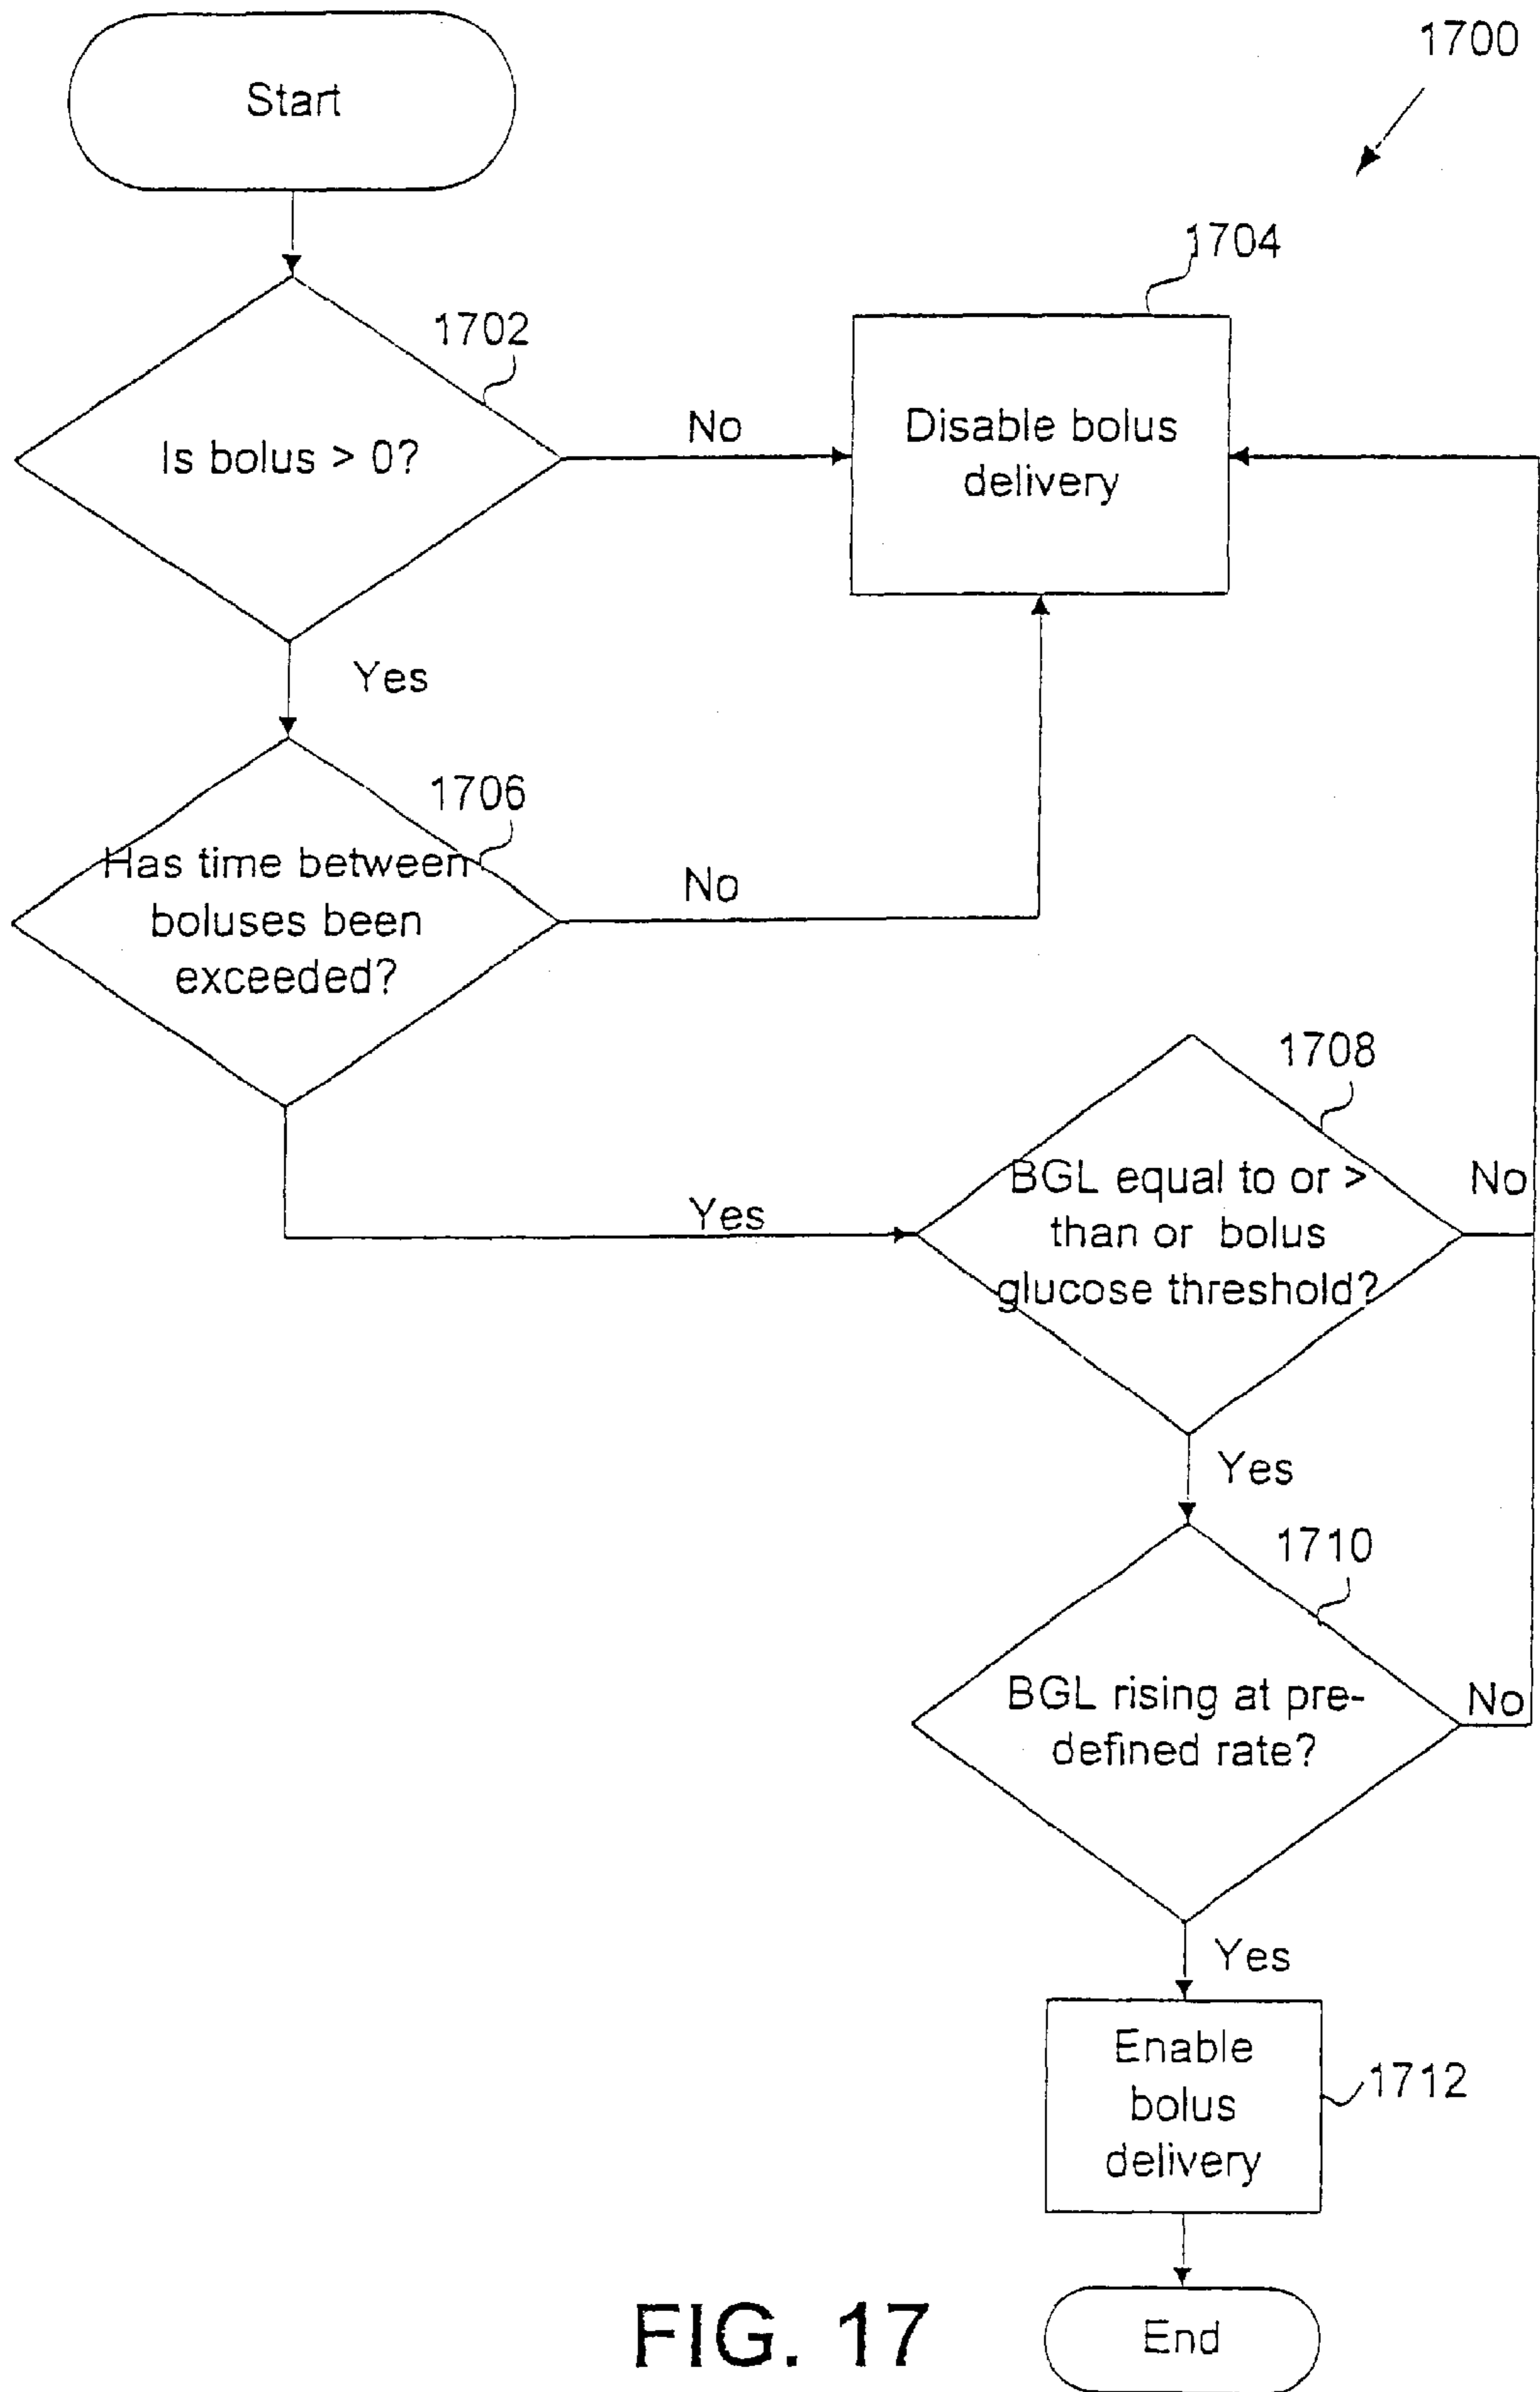 1700
Start
1704
1702
Is bolus > 0?
No
Disable bolus
delivery
Yes
1706
Has time between
boluses been
exceeded?
No
1708
BGL equal to or >
than or bolus
glucose threshold?
No
Yes
Yes
1710
BGL rising at pre-
defined rate?
No
Yes
Enable
bolus
delivery
1712
End
FIG. 17